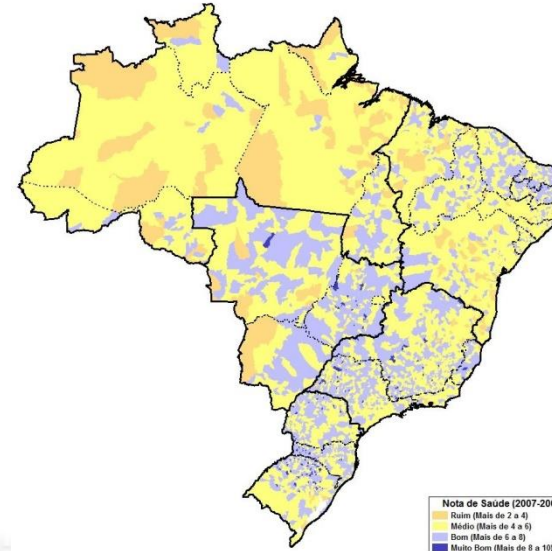 Nota de Saúde (2007-200
Ruim (Mais de 2 a 4)
Médio (Mais de 4 a 6)
Bom (Mais de 6 a 8)
Muito Bom (Mais de 8 a 10)